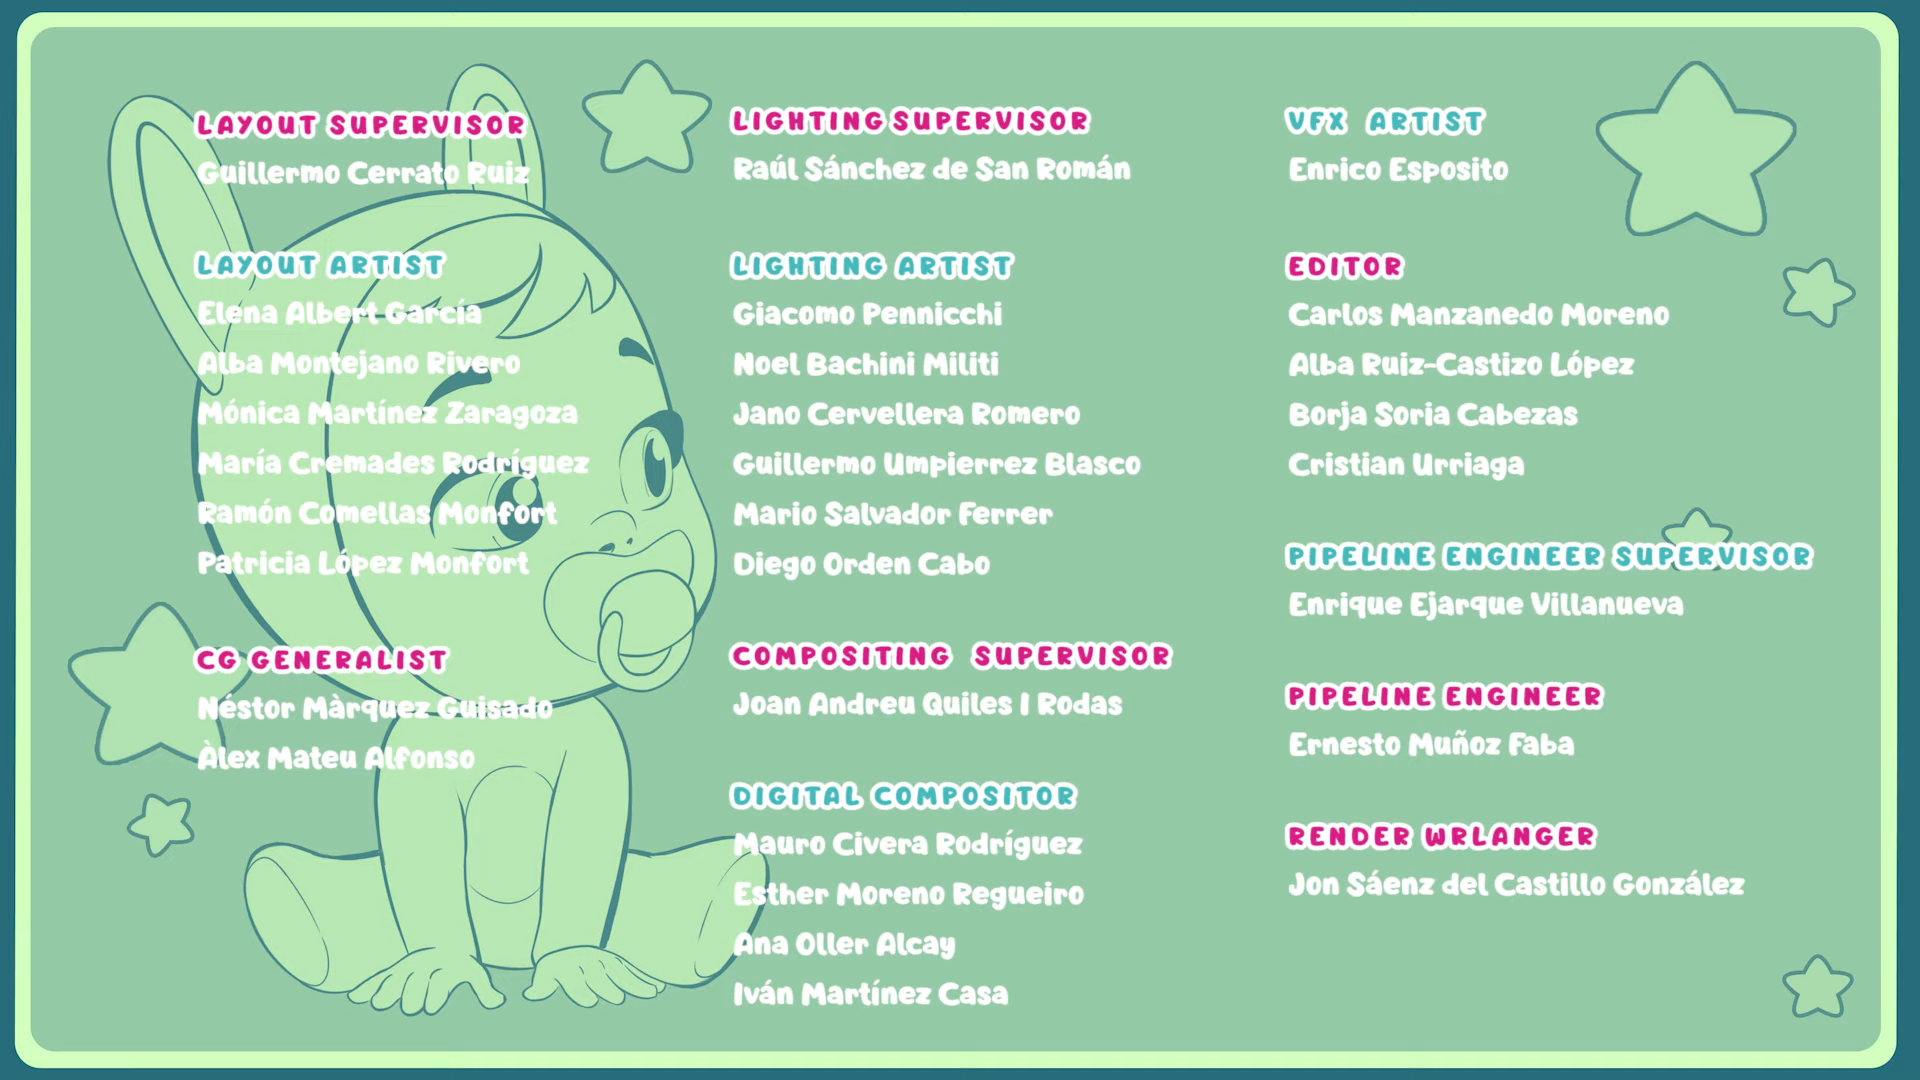 LAYOUT SUPERVISOR
Guillermo Cerrato Ruiz
LAYOUT ARTIST
Elena Albert García
Alba Montejano Rivero
Mónica Martínez Zaragoza
María Cremades Rodríguez
Ramón Comellas Monfort
Patricia López Monfort
CG GENERALIST
Néstor Màrquez Guisado
Àlex Mateu Alfonso
LIGHTING SUPERVISOR
Raúl Sánchez de San Román
LIGHTING ARTIST
Giacomo Pennicchi
Noel Bachini Militi
Jano Cervellera Romero
Guillermo Umpierrez Blasco
Mario Salvador Ferrer
Diego Orden Cabo
COMPOSITING SUPERVISOR
Joan Andreu Quiles I Rodas
DIGITAL COMPOSITOR
Mauro Civera Rodríguez
Esther Moreno Regueiro
Ana Oller Alcay
Iván Martínez Casa
VFX ARTIST
Enrico Esposito
EDITOR
Carlos Manzanedo Moreno
Alba Ruiz-Castizo López
Borja Soria Cabezas
Cristian Urriaga
PIPELINE ENGINEER SUPERVISOR
Enrique Ejarque Villanueva
PIPELINE ENGINEER
Ernesto Muñoz Faba
RENDER WRLANGER
Jon Sáenz del Castillo González